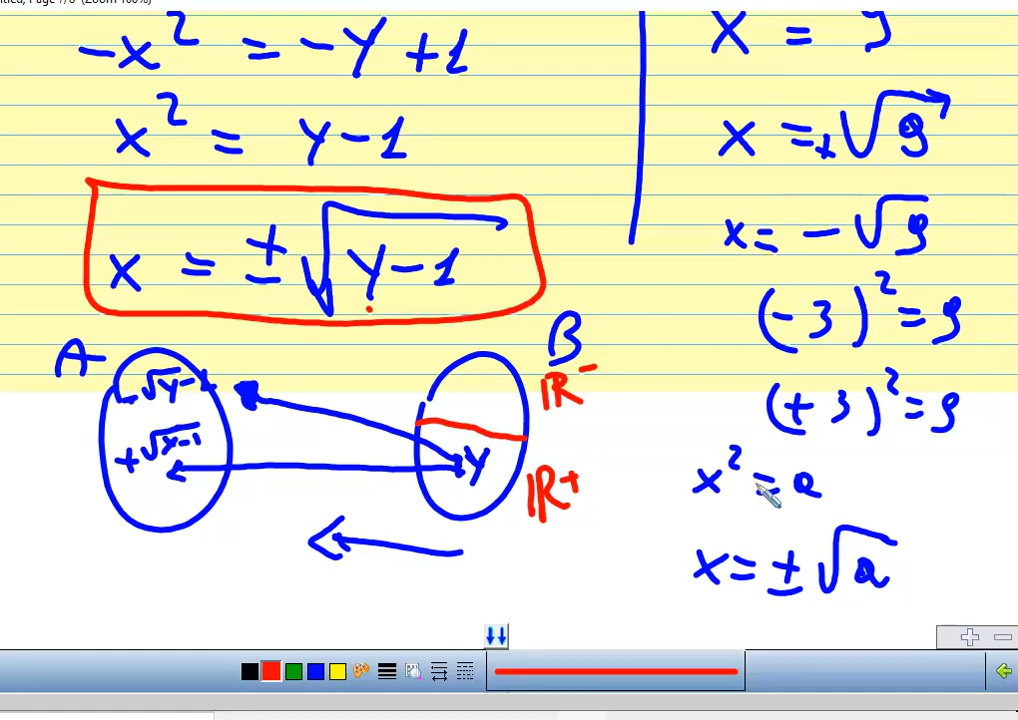 -x² = -y +1
x² = y-1
x = ± √y-1
A
B
-√y-1
+√y-1
y
IR⁻
IR⁺
x = 9
x = +√9
x = -√9
(-3)² = 9
(+3)² = 9
x² = a
x = ± √a